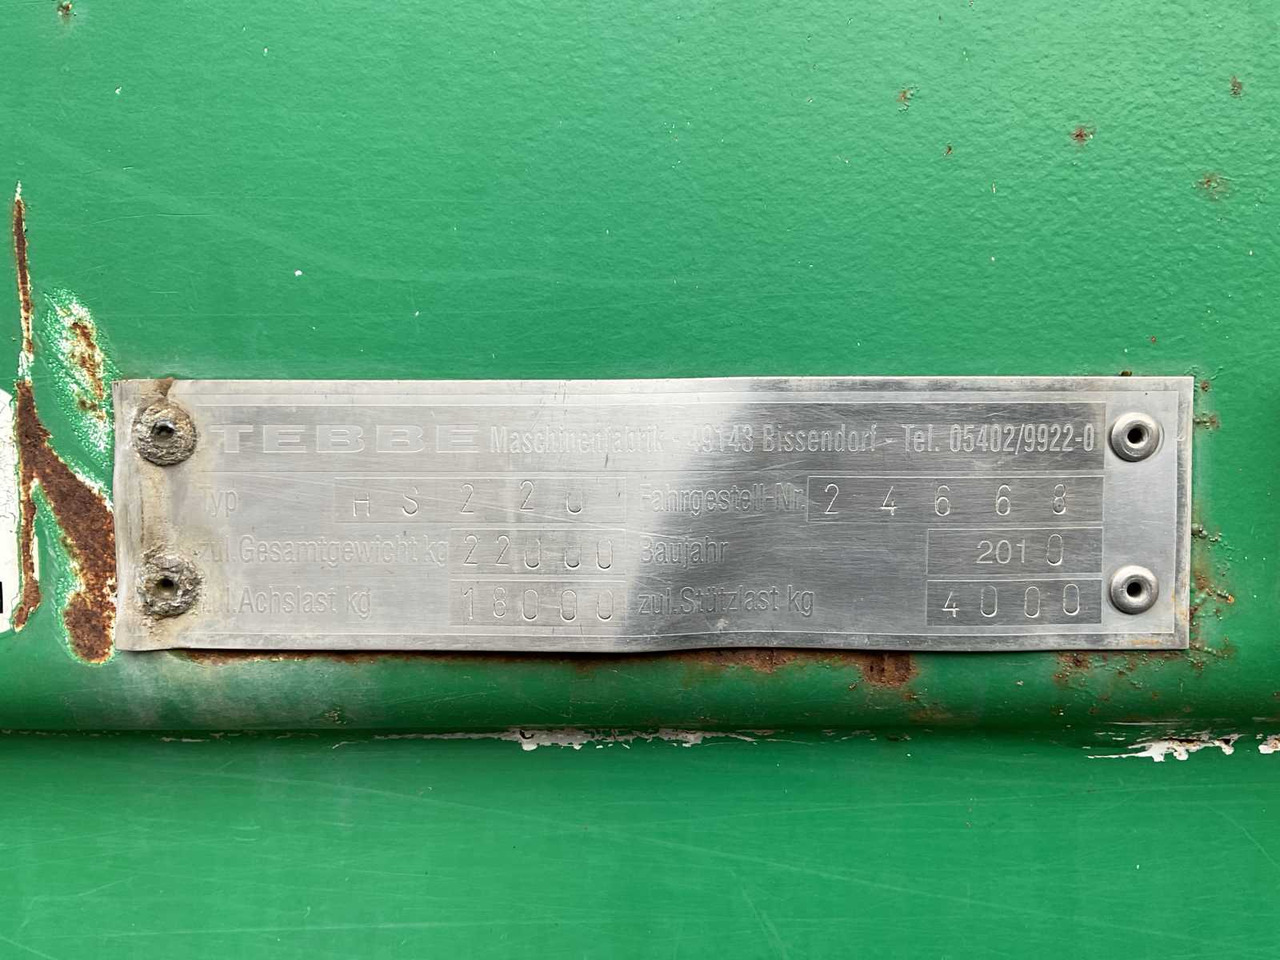 TEBBE Maschinenfabrik - 49143 Bissendorf - Tel. 05402/9922-0
Typ HS 220 Fahrgestell-Nr. 24668
zul.Gesamtgewicht kg 22000 Baujahr 2010
zul.Achslast kg 18000 zul.Stützlast kg 4000